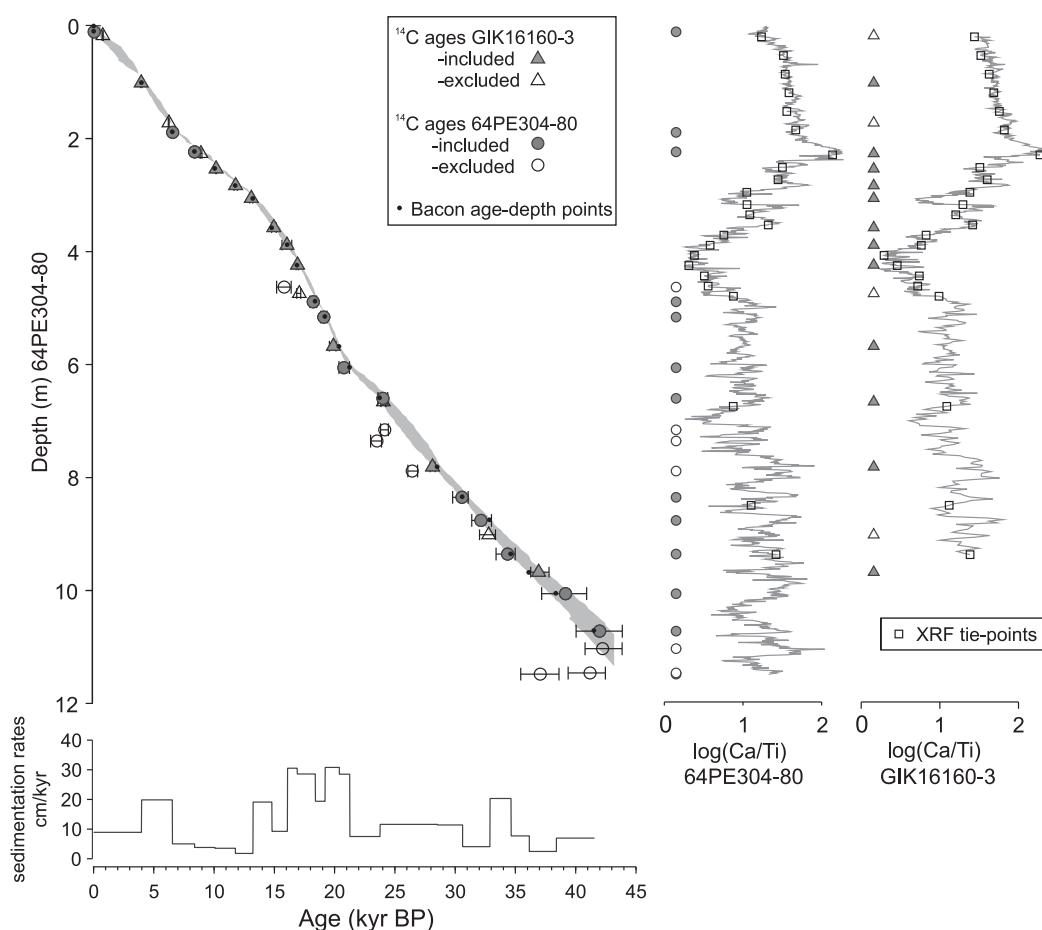 0
2
4
6
8
10
12
Depth (m) 64PE304-80
¹⁴C ages GIK16160-3
-included
-excluded
¹⁴C ages 64PE304-80
-included
-excluded
Bacon age-depth points
XRF tie-points
0 1 2
log(Ca/Ti)
64PE304-80
0 1 2
log(Ca/Ti)
GIK16160-3
40
30
20
10
0
sedimentation rates
cm/kyr
0 5 10 15 20 25 30 35 40 45
Age (kyr BP)